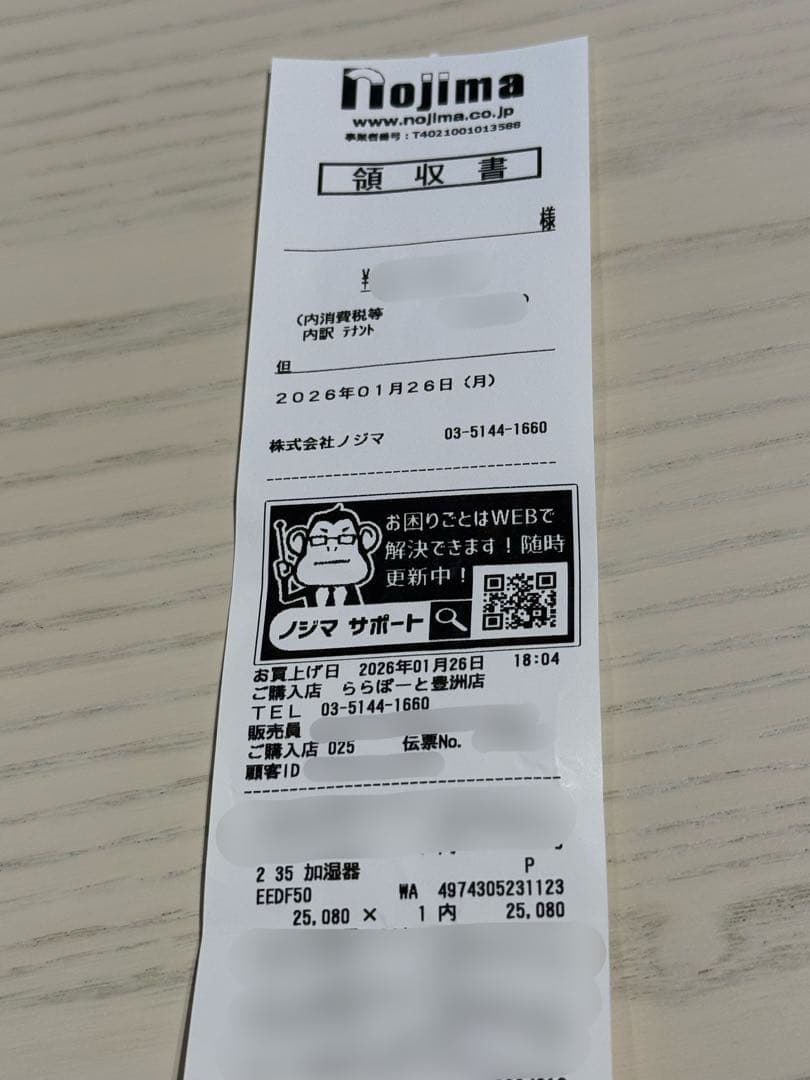 nojima
www.nojima.co.jp
事業者番号：T4021001013588
領収書
様
¥
(内消費税等 )
内訳 ﾃﾅﾝﾄ
但
2026年01月26日(月)
株式会社ノジマ 03-5144-1660
お困りごとはWEBで
解決できます！随時
更新中！
ノジマ サポート
お買上げ日 2026年01月26日 18:04
ご購入店 ららぽーと豊洲店
TEL 03-5144-1660
販売員
ご購入店 025 伝票No.
顧客ID
2 35 加湿器 P
EEDF50 WA 4974305231123
25,080 × 1 内 25,080